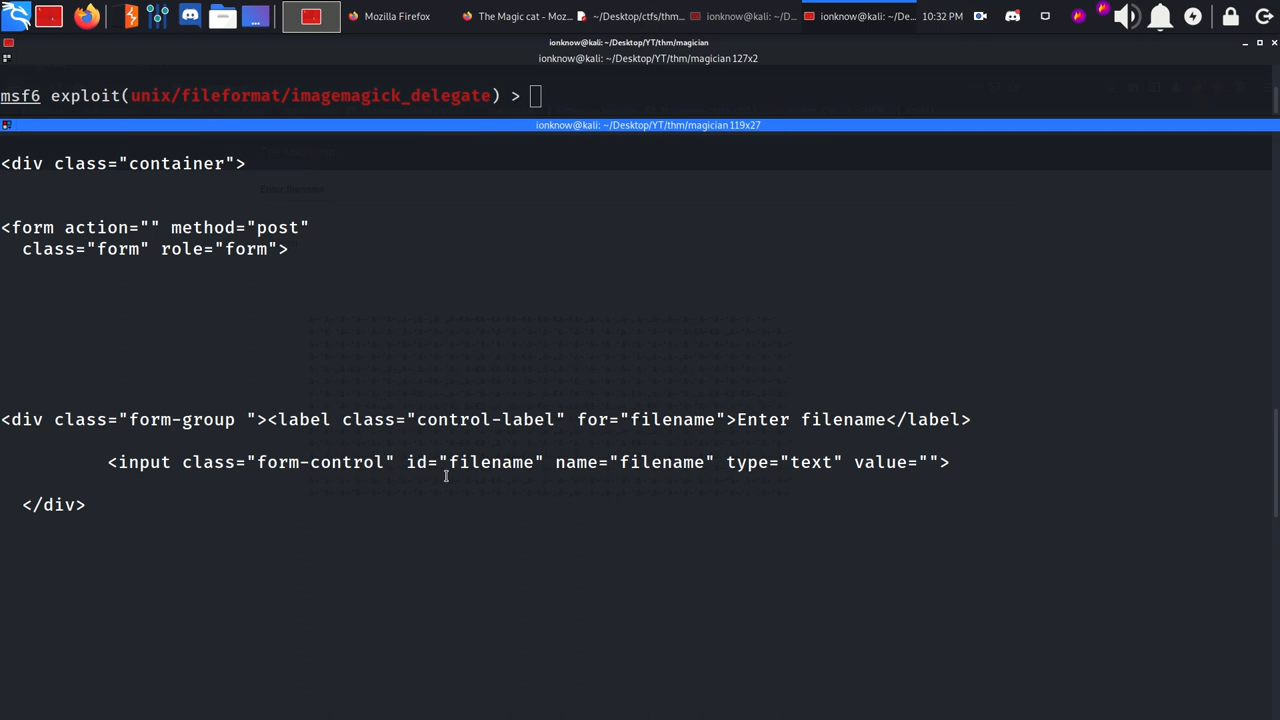 Mozilla Firefox
The Magic cat - Moz...
~/Desktop/ctfs/thm...
ionknow@kali: ~/D...
ionknow@kali: ~/De...
10:32 PM
ionknow@kali: ~/Desktop/YT/thm/magician
ionknow@kali: ~/Desktop/YT/thm/magician 127x2
msf6 exploit(unix/fileformat/imagemagick_delegate) >
ionknow@kali: ~/Desktop/YT/thm/magician 119x27
<div class="container">
<form action="" method="post"
class="form" role="form">
<div class="form-group "><label class="control-label" for="filename">Enter filename</label>
<input class="form-control" id="filename" name="filename" type="text" value="">
</div>